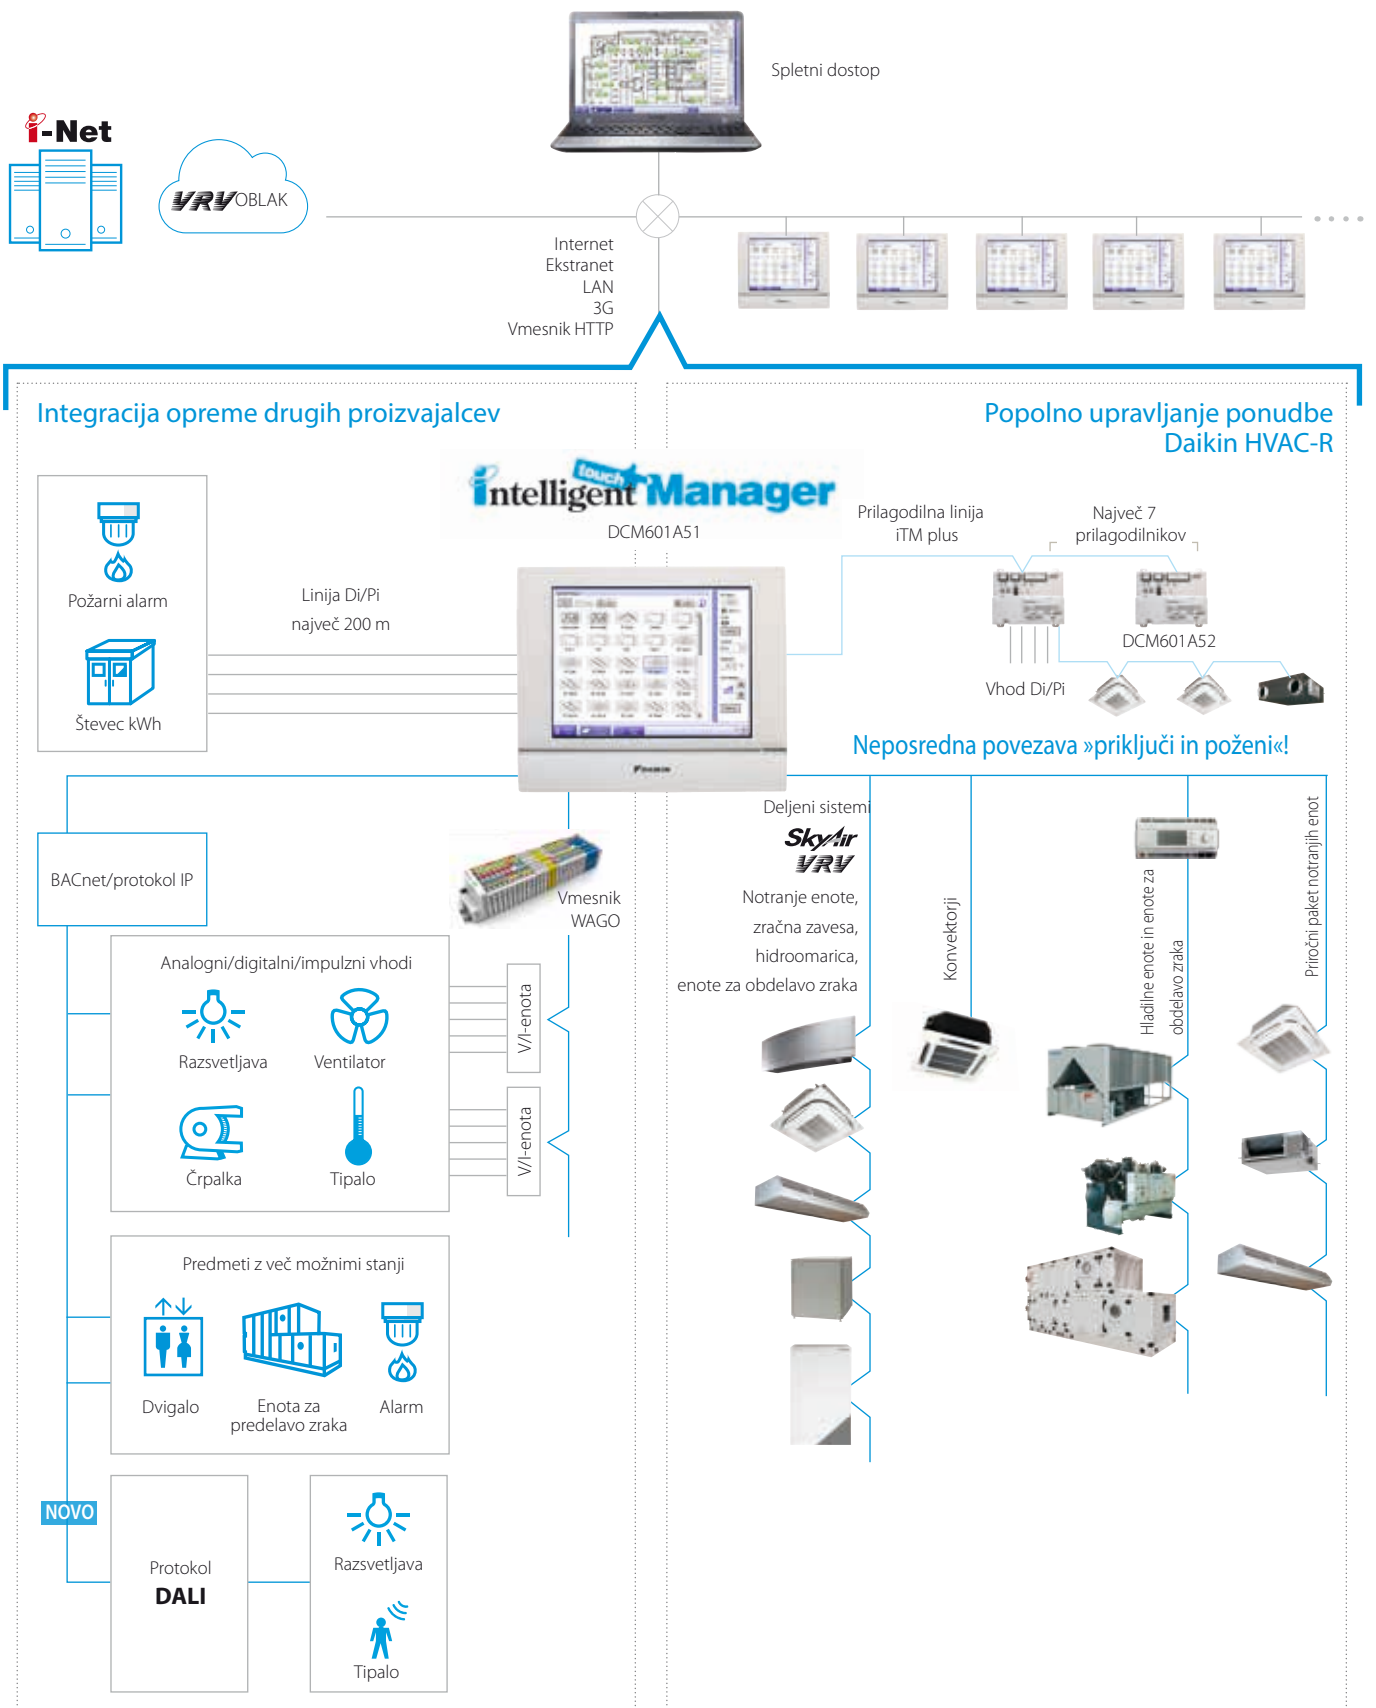 Spletni dostop
i-Net
VRV OBLAK
Internet
Ekstranet
LAN
3G
Vmesnik HTTP
Integracija opreme drugih proizvajalcev
Popolno upravljanje ponudbe
Daikin HVAC-R
intelligent touch Manager
DCM601A51
Požarni alarm
Števec kWh
Linija Di/Pi
največ 200 m
Prilagodilna linija
iTM plus
Največ 7
prilagodilnikov
DCM601A52
Vhod Di/Pi
DAIKIN
Neposredna povezava »priključi in poženi«!
BACnet/protokol IP
Vmesnik
WAGO
Deljeni sistemi
SkyAir
VRV
Notranje enote,
zračna zavesa,
hidroomarica,
enote za obdelavo zraka
Konvektorji
Hladilne enote in enote za
obdelavo zraka
Priročni paket notranjih enot
Analogni/digitalni/impulzni vhodi
Razsvetljava
Ventilator
Črpalka
Tipalo
V/I-enota
V/I-enota
Predmeti z več možnimi stanji
Dvigalo
Enota za
predelavo zraka
Alarm
NOVO
Protokol
DALI
Razsvetljava
Tipalo